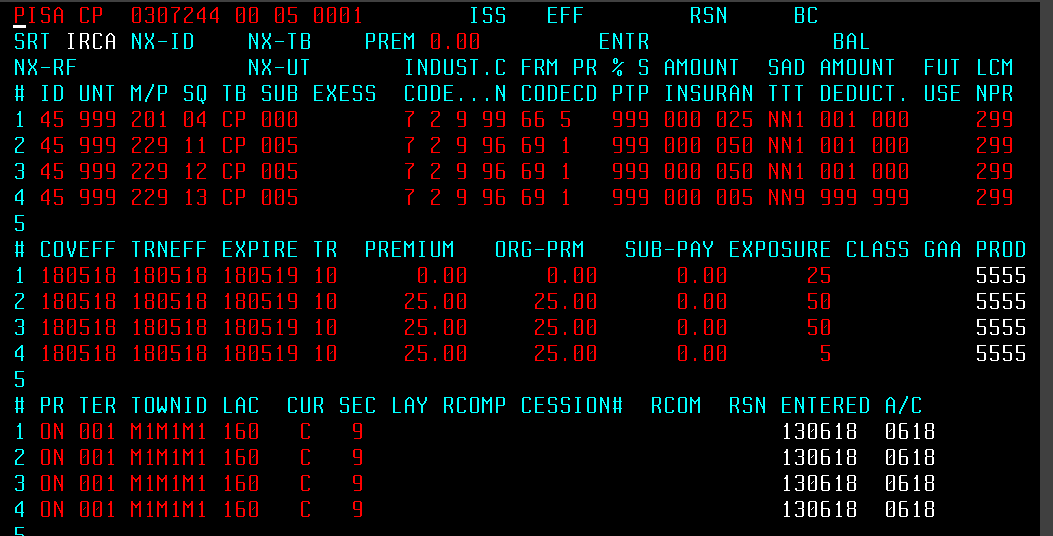 PISA CP 0307244 00 05 0001 ISS EFF RSN BC
SRT IRCA NX-ID NX-TB PREM 0.00 ENTR BAL
NX-RF NX-UT INDUST.C FRM PR % S AMOUNT SAD AMOUNT FUT LCM
# ID UNT M/P SQ TB SUB EXESS CODE...N CODECD PTP INSURAN TTT DEDUCT. USE NPR
1 45 999 201 04 CP 000 7 2 9 99 66 5 999 000 025 NN1 001 000 299
2 45 999 229 11 CP 005 7 2 9 96 69 1 999 000 050 NN1 001 000 299
3 45 999 229 12 CP 005 7 2 9 96 69 1 999 000 050 NN1 001 000 299
4 45 999 229 13 CP 005 7 2 9 96 69 1 999 000 005 NN9 999 999 299
5
# COVEFF TRNEFF EXPIRE TR PREMIUM ORG-PRM SUB-PAY EXPOSURE CLASS GAA PROD
1 180518 180518 180519 10 0.00 0.00 0.00 25 5555
2 180518 180518 180519 10 25.00 25.00 0.00 50 5555
3 180518 180518 180519 10 25.00 25.00 0.00 50 5555
4 180518 180518 180519 10 25.00 25.00 0.00 5 5555
5
# PR TER TOWNID LAC CUR SEC LAY RCOMP CESSION# RCOM RSN ENTERED A/C
1 ON 001 M1M1M1 160 C 9 130618 0618
2 ON 001 M1M1M1 160 C 9 130618 0618
3 ON 001 M1M1M1 160 C 9 130618 0618
4 ON 001 M1M1M1 160 C 9 130618 0618
5